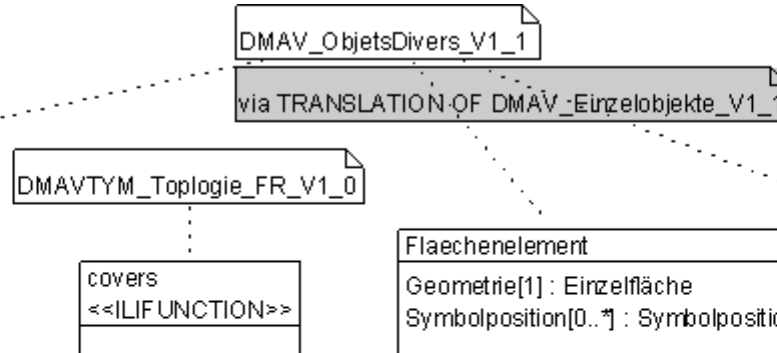 DMAV_ObjetsDivers_V1_1
via TRANSLATION OF DMAV_Einzelobjekte_V1_1
DMAVTYM_Toplogie_FR_V1_0
covers
<<ILIFUNCTION>>
Flaechenelement
Geometrie[1] : Einzelfläche
Symbolposition[0..*] : Symbolpositio